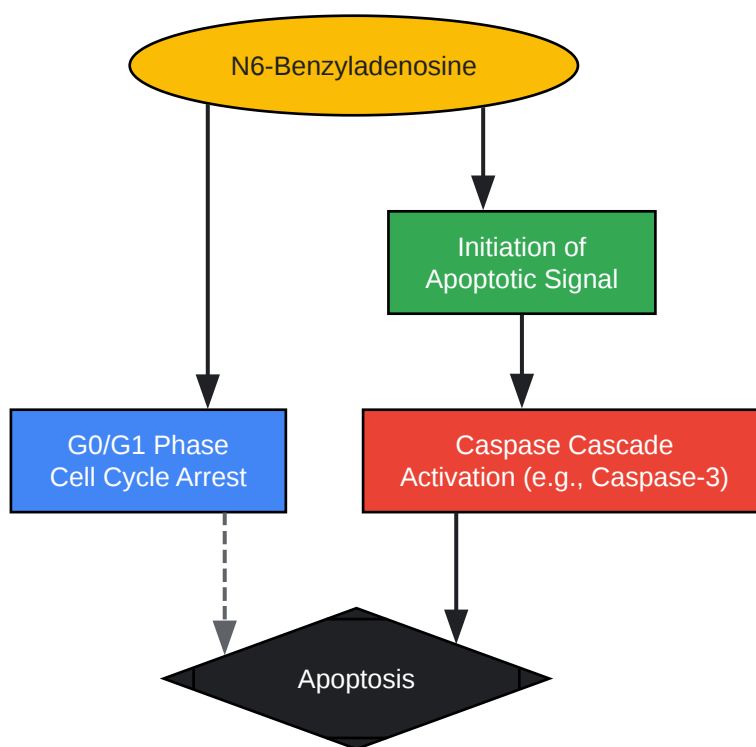 N6-Benzyladenosine
Initiation of
Apoptotic Signal
G0/G1 Phase
Cell Cycle Arrest
Caspase Cascade
Activation (e.g., Caspase-3)
Apoptosis